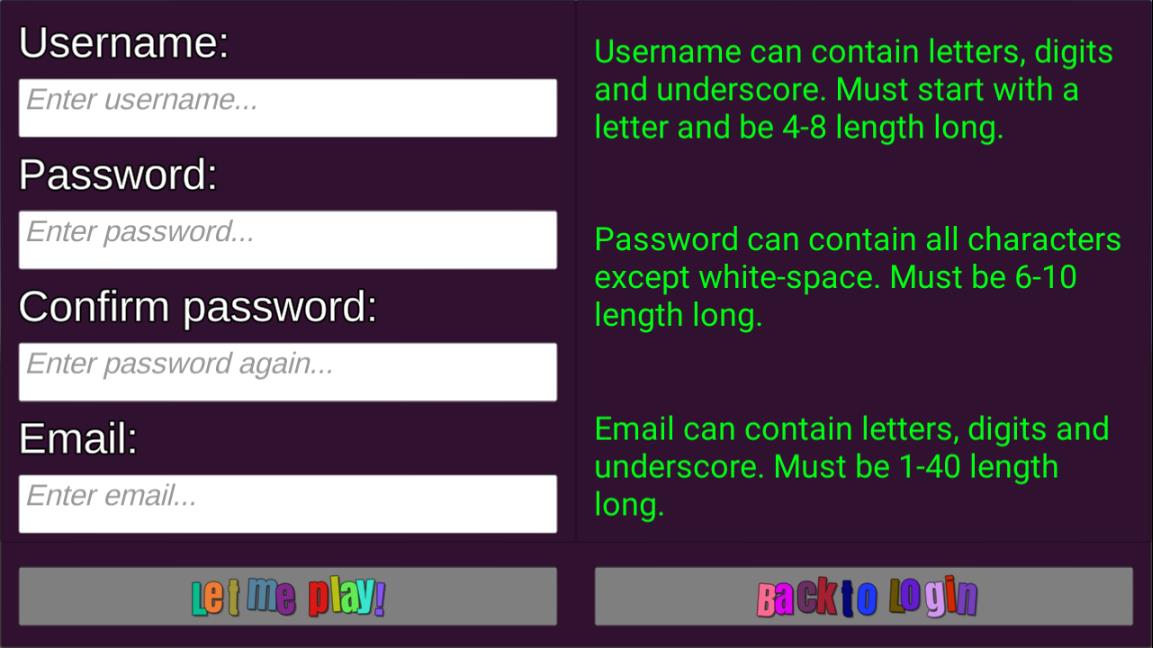 Username:
Enter username...
Password:
Enter password...
Confirm password:
Enter password again...
Email:
Enter email...
Username can contain letters, digits
and underscore. Must start with a
letter and be 4-8 length long.
Password can contain all characters
except white-space. Must be 6-10
length long.
Email can contain letters, digits and
underscore. Must be 1-40 length
long.
Let me play!
Back to Login